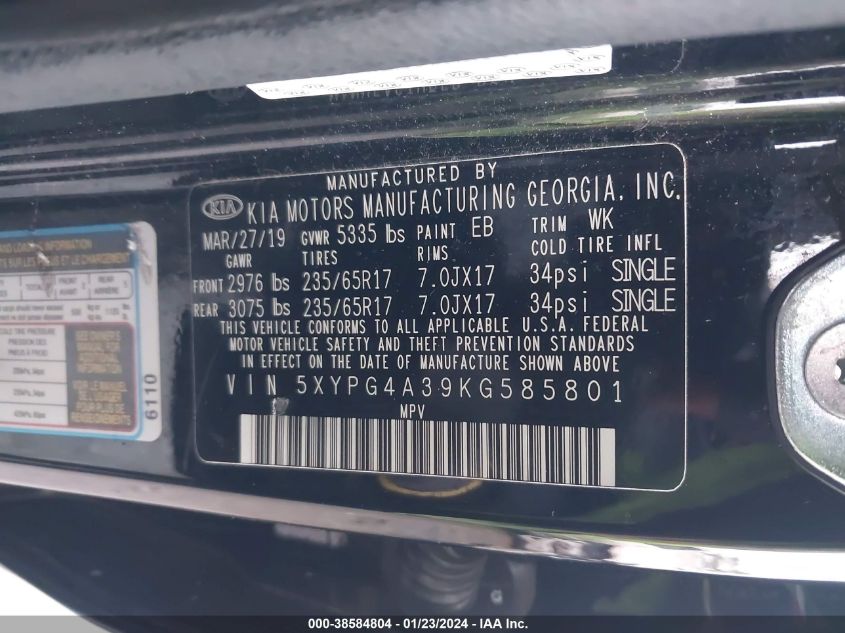 MANUFACTURED BY
KIA KIA MOTORS MANUFACTURING GEORGIA, INC.
MAR/27/19 GVWR 5335 lbs PAINT EB TRIM WK
GAWR TIRES RIMS COLD TIRE INFL
FRONT 2976 lbs 235/65R17 7.0JX17 34psi SINGLE
REAR 3075 lbs 235/65R17 7.0JX17 34psi SINGLE
THIS VEHICLE CONFORMS TO ALL APPLICABLE U.S.A. FEDERAL
MOTOR VEHICLE SAFETY AND THEFT PREVENTION STANDARDS
IN EFFECT ON THE DATE OF MANUFACTURE SHOWN ABOVE
VIN 5XYPG4A39KG585801
MPV
6110
000-38584804 - 01/23/2024 - IAA Inc.